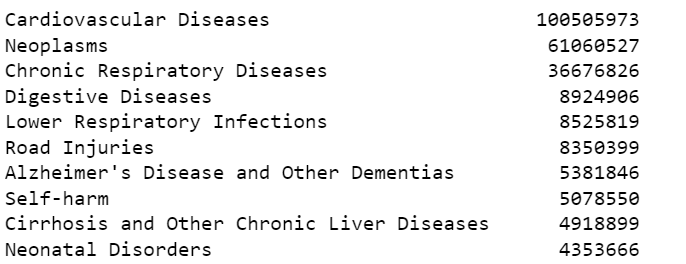 Cardiovascular Diseases 100505973
Neoplasms 61060527
Chronic Respiratory Diseases 36676826
Digestive Diseases 8924906
Lower Respiratory Infections 8525819
Road Injuries 8350399
Alzheimer's Disease and Other Dementias 5381846
Self-harm 5078550
Cirrhosis and Other Chronic Liver Diseases 4918899
Neonatal Disorders 4353666